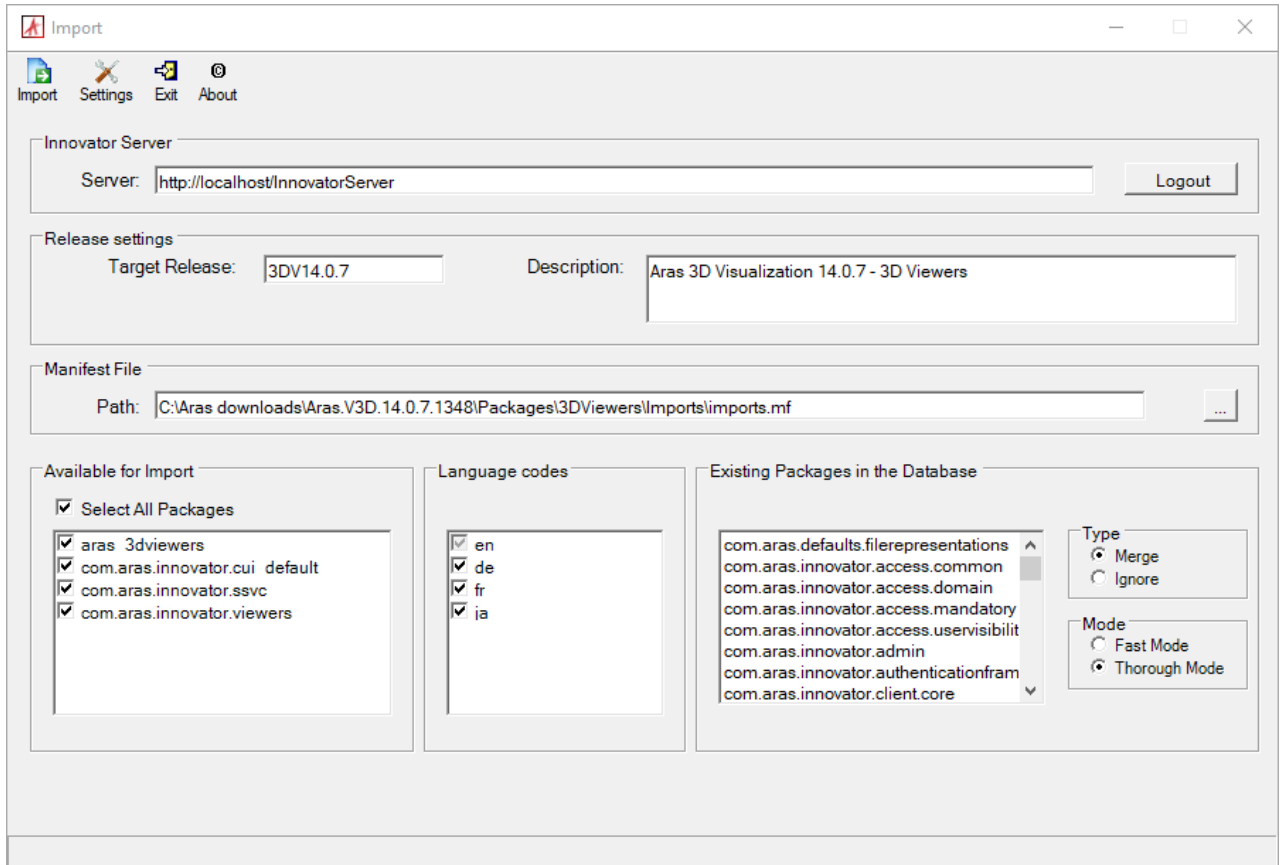 Import
Import Settings Exit About
Innovator Server
Server: http://localhost/InnovatorServer Logout
Release settings
Target Release: 3DV14.0.7 Description: Aras 3D Visualization 14.0.7 - 3D Viewers
Manifest File
Path: C:\Aras downloads\Aras.V3D.14.0.7.1348\Packages\3DViewers\Imports\imports.mf ...
Available for Import
Select All Packages
aras 3dviewers
com.aras.innovator.cui default
com.aras.innovator.ssvc
com.aras.innovator.viewers
Language codes
en
de
fr
ja
Existing Packages in the Database
com.aras.defaults.filerepresentations
com.aras.innovator.access.common
com.aras.innovator.access.domain
com.aras.innovator.access.mandatory
com.aras.innovator.access.uservisibilit
com.aras.innovator.admin
com.aras.innovator.authenticationfram
com.aras.innovator.client.core
Type
Merge
Ignore
Mode
Fast Mode
Thorough Mode